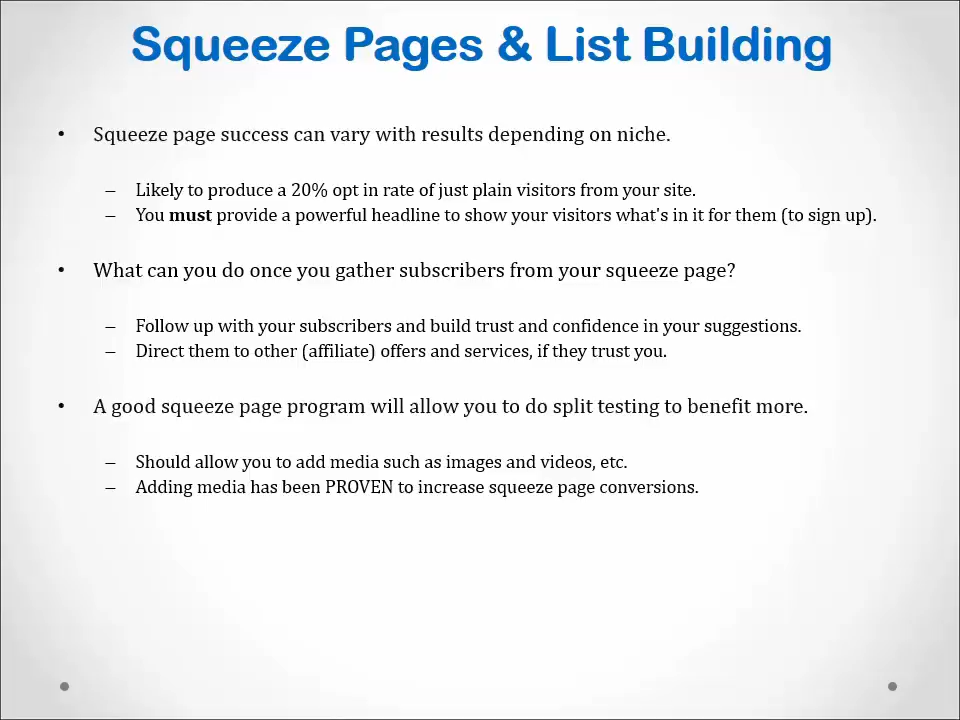 Squeeze Pages & List Building
• Squeeze page success can vary with results depending on niche.
– Likely to produce a 20% opt in rate of just plain visitors from your site.
– You must provide a powerful headline to show your visitors what's in it for them (to sign up).
• What can you do once you gather subscribers from your squeeze page?
– Follow up with your subscribers and build trust and confidence in your suggestions.
– Direct them to other (affiliate) offers and services, if they trust you.
• A good squeeze page program will allow you to do split testing to benefit more.
– Should allow you to add media such as images and videos, etc.
– Adding media has been PROVEN to increase squeeze page conversions.